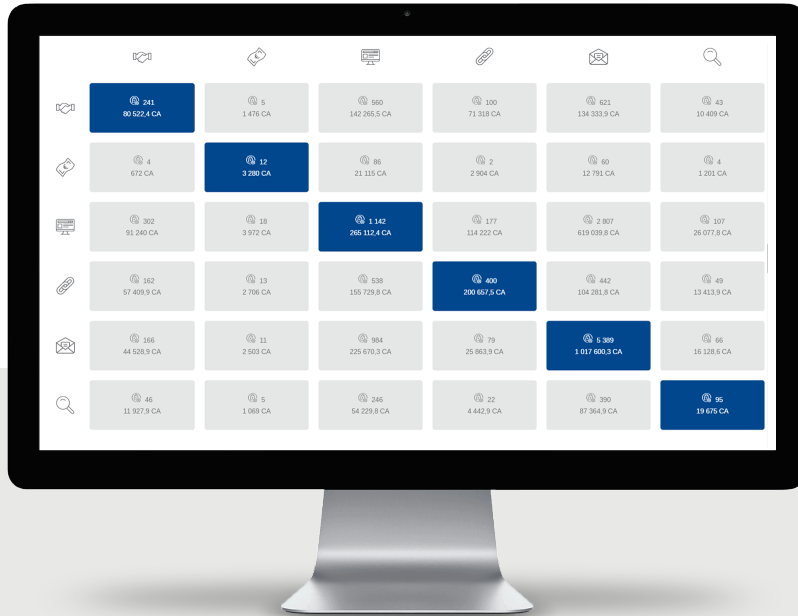 241
80 522,4 CA
5
1 476 CA
560
142 265,5 CA
100
71 318 CA
621
134 333,9 CA
43
10 409 CA
4
672 CA
12
3 280 CA
86
21 115 CA
2
2 904 CA
60
12 791 CA
4
1 201 CA
302
91 240 CA
18
3 972 CA
1 142
265 112,4 CA
177
114 222 CA
2 807
619 039,8 CA
107
26 077,8 CA
162
57 409,9 CA
13
2 706 CA
538
155 729,8 CA
400
200 657,5 CA
442
104 281,8 CA
49
13 413,9 CA
166
44 528,9 CA
11
2 503 CA
984
225 670,3 CA
79
25 863,9 CA
5 389
1 017 600,3 CA
66
16 128,6 CA
46
11 927,9 CA
5
1 069 CA
246
54 229,8 CA
22
4 442,9 CA
390
87 364,9 CA
95
19 675 CA